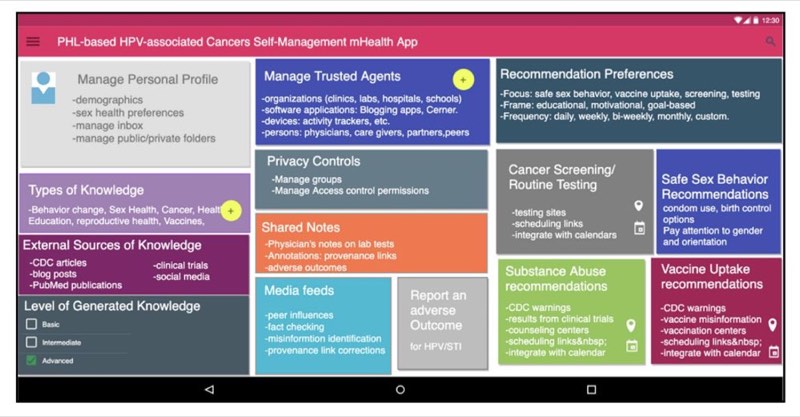 12:30
PHL-based HPV-associated Cancers Self-Management mHealth App
Manage Personal Profile
-demographics
-sex health preferences
-manage inbox
-manage public/private folders
Types of Knowledge
-Behavior change, Sex Health, Cancer, Health
Education, reproductive health, Vaccines,
External Sources of Knowledge
-CDC articles
-blog posts
-PubMed publications
-clinical trials
-social media
Level of Generated Knowledge
Basic
Intermediate
Advanced
Manage Trusted Agents
-organizations (clinics, labs, hospitals, schools)
-software applications: Blogging apps, Cerner.
-devices: activity trackers, etc.
-persons: physicians, care givers, partners,peers
Privacy Controls
-Manage groups
-Manage Access control permissions
Shared Notes
-Physician's notes on lab tests
-Annotations: provenance links
-adverse outcomes
Media feeds
-peer influences
-fact checking
-misinformtion identification
-provenance link corrections
Report an
adverse
Outcome
for HPV/STI
Recommendation Preferences
-Focus: safe sex behavior, vaccine uptake, screening, testing
-Frame: educational, motivational, goal-based
-Frequency: daily, weekly, bi-weekly, monthly, custom.
Cancer Screening/
Routine Testing
-testing sites
-scheduling links
-integrate with calendars
Safe Sex Behavior
Recommendations
condom use, birth control
options
Pay attention to gender
and orientation
Substance Abuse
recommendations
-CDC warnings
-results from clinical trials
-counseling centers
-scheduling links&nbsp;
-integrate with calendar
Vaccine Uptake
recommendations
-CDC warnings
-vaccine misinformation
-vaccination centers
-scheduling links&nbsp;
-integrate with calendar